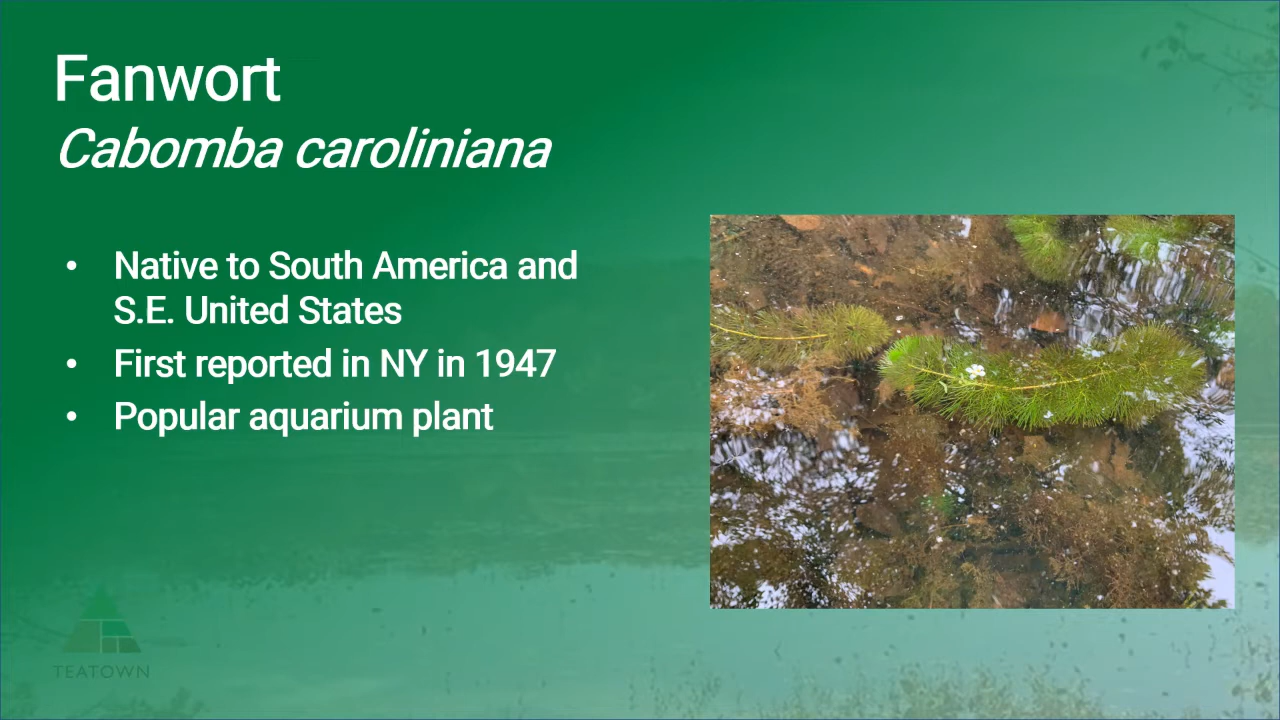 Fanwort
Cabomba caroliniana
• Native to South America and
S.E. United States
• First reported in NY in 1947
• Popular aquarium plant
TEATOWN